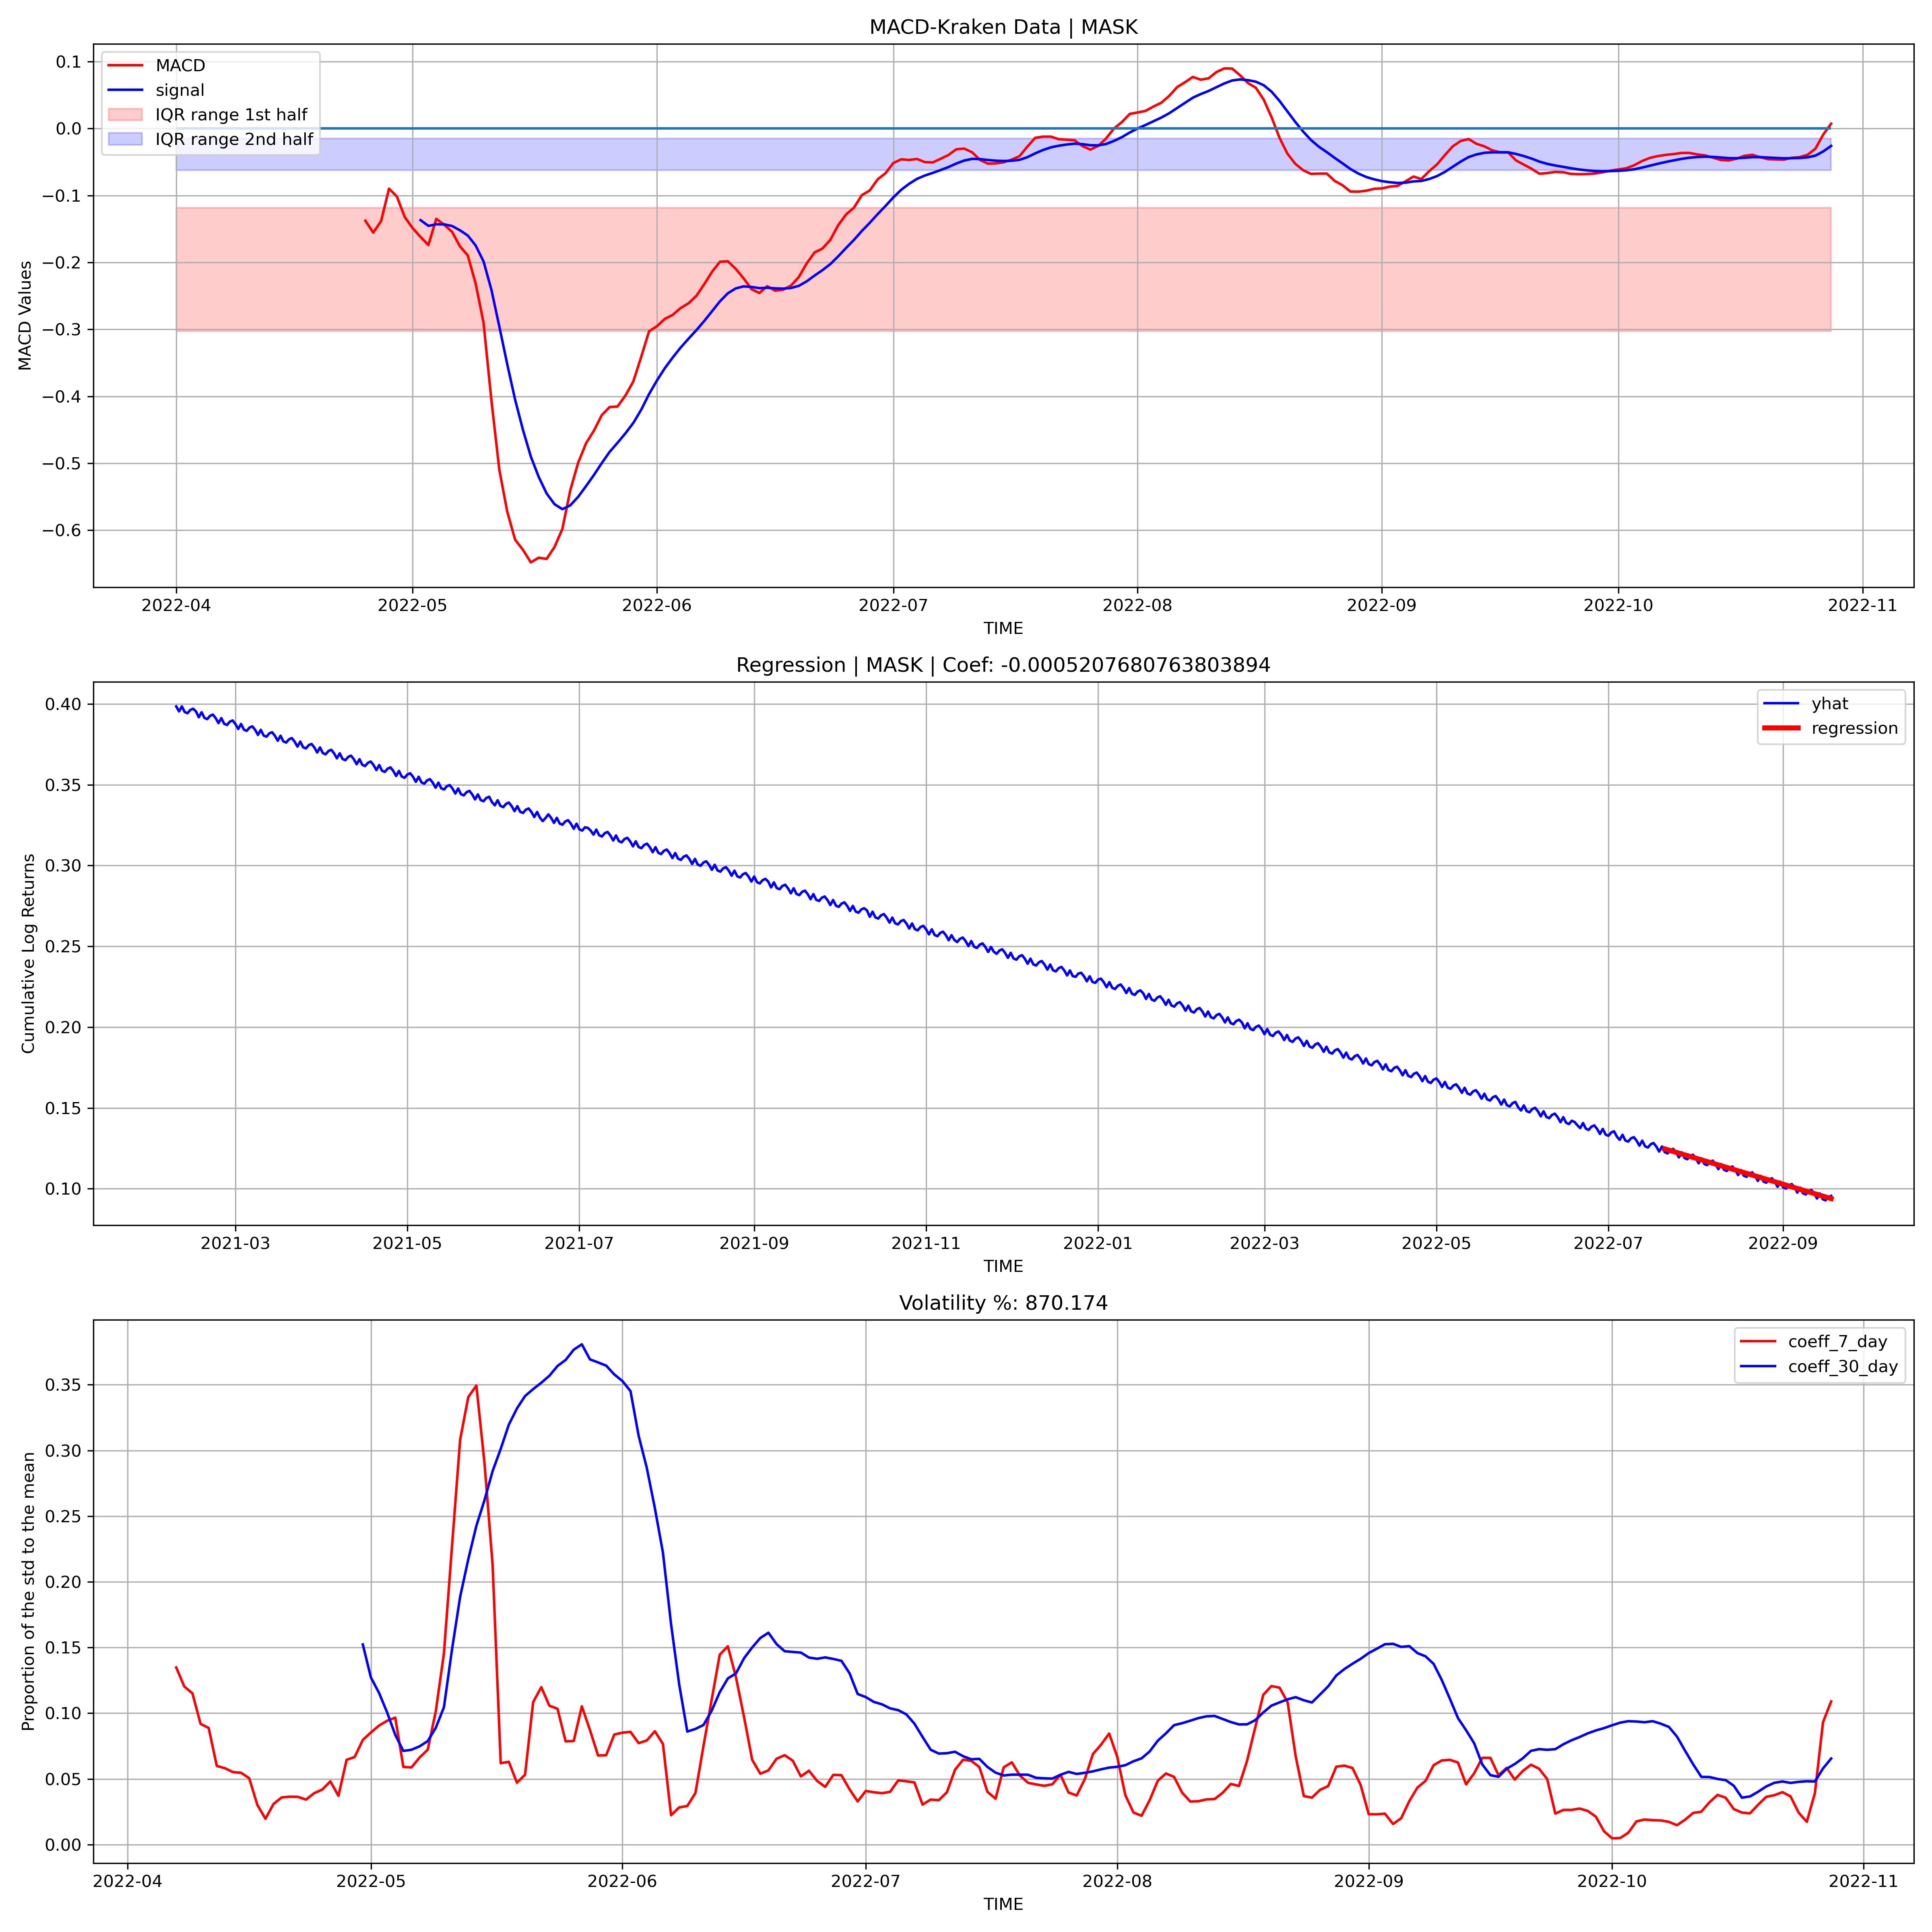 MACD-Kraken Data | MASK
MACD
signal
IQR range 1st half
IQR range 2nd half
0.1
0.0
−0.1
−0.2
−0.3
−0.4
−0.5
−0.6
MACD Values
2022-04 2022-05 2022-06 2022-07 2022-08 2022-09 2022-10 2022-11
TIME
Regression | MASK | Coef: -0.0005207680763803894
yhat
regression
0.40
0.35
0.30
0.25
0.20
0.15
0.10
Cumulative Log Returns
2021-03 2021-05 2021-07 2021-09 2021-11 2022-01 2022-03 2022-05 2022-07 2022-09
TIME
Volatility %: 870.174
coeff_7_day
coeff_30_day
0.35
0.30
0.25
0.20
0.15
0.10
0.05
0.00
Proportion of the std to the mean
2022-04 2022-05 2022-06 2022-07 2022-08 2022-09 2022-10 2022-11
TIME